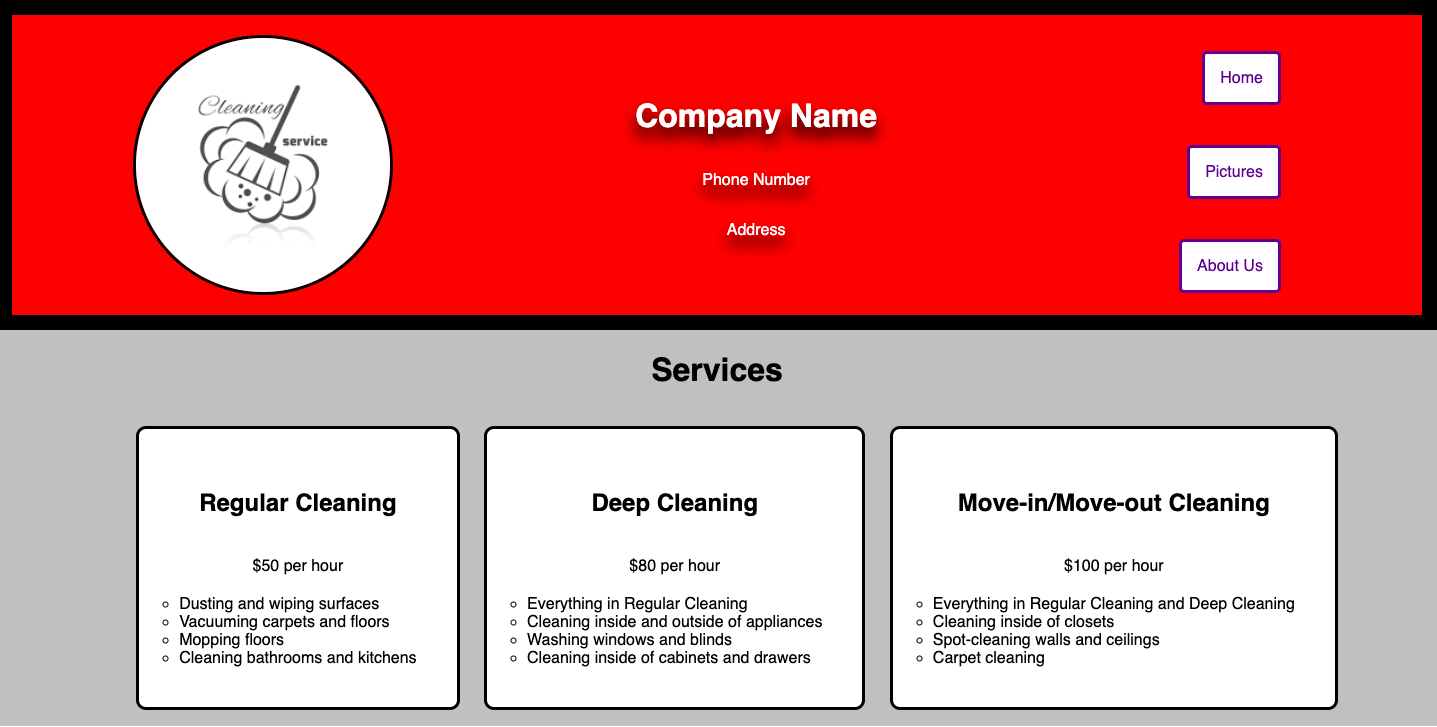 Cleaning
service
Company Name
Phone Number
Address
Home
Pictures
About Us
Services
Regular Cleaning
$50 per hour
Dusting and wiping surfaces
Vacuuming carpets and floors
Mopping floors
Cleaning bathrooms and kitchens
Deep Cleaning
$80 per hour
Everything in Regular Cleaning
Cleaning inside and outside of appliances
Washing windows and blinds
Cleaning inside of cabinets and drawers
Move-in/Move-out Cleaning
$100 per hour
Everything in Regular Cleaning and Deep Cleaning
Cleaning inside of closets
Spot-cleaning walls and ceilings
Carpet cleaning